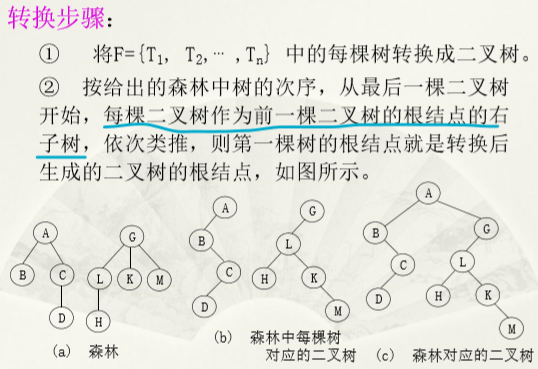 转换步骤：
① 将F={T1, T2,⋯ ,Tn} 中的每棵树转换成二叉树。
② 按给出的森林中树的次序，从最后一棵二叉树
开始，每棵二叉树作为前一棵二叉树的根结点的右
子树，依次类推，则第一棵树的根结点就是转换后
生成的二叉树的根结点，如图所示。
A
B C
D
G
L K M
H
(a) 森林
A
B
C
D
G
L
H K
M
(b) 森林中每棵树
对应的二叉树
A
B G
C L
D H K
M
(c) 森林对应的二叉树